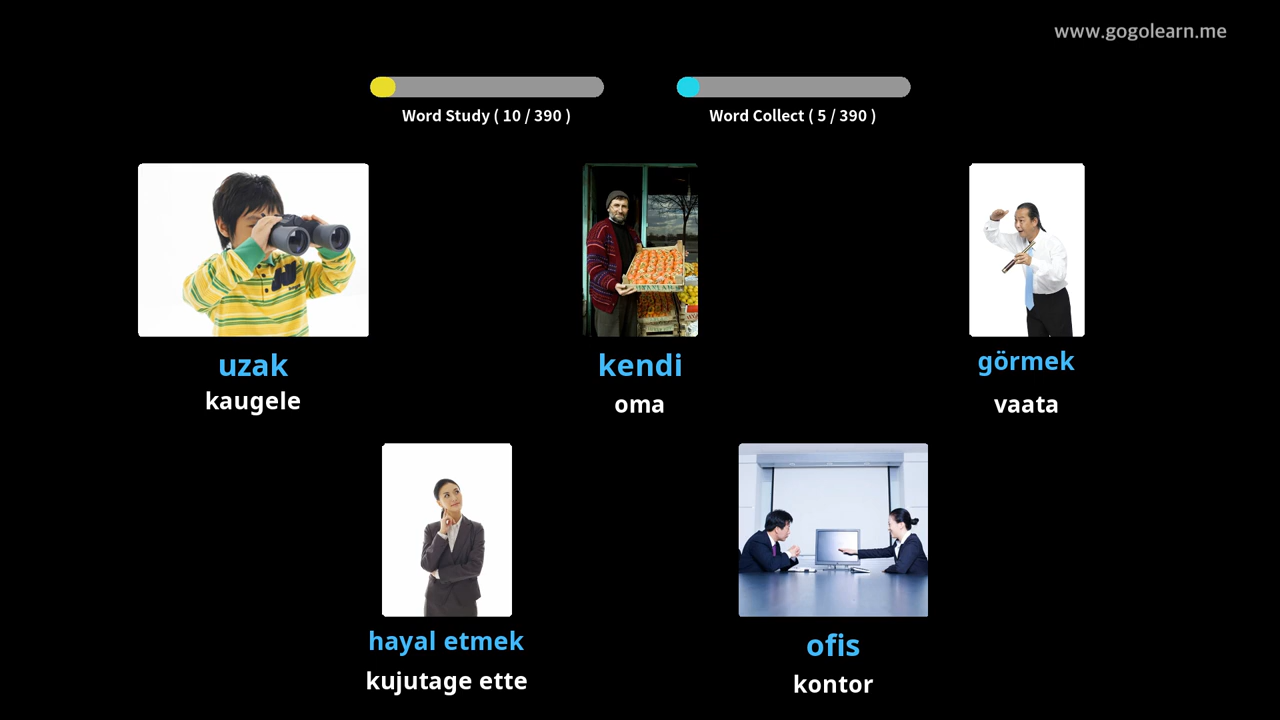 www.gogolearn.me
Word Study ( 10 / 390 )
Word Collect ( 5 / 390 )
uzak
kaugele
kendi
oma
görmek
vaata
hayal etmek
kujutage ette
ofis
kontor